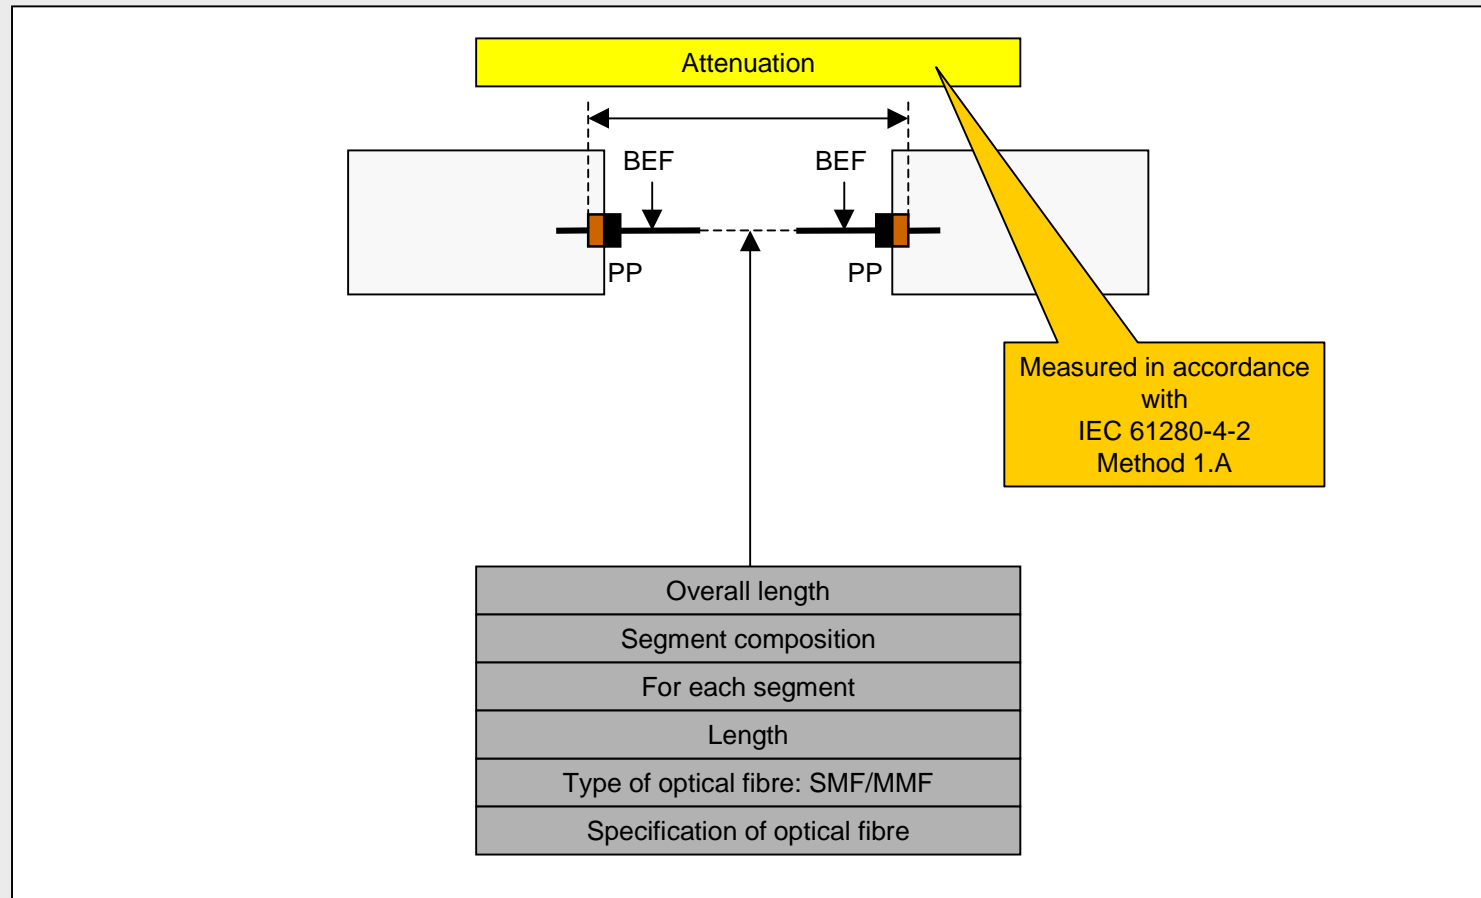 Attenuation
BEF
BEF
PP
PP
Measured in accordance
with
IEC 61280-4-2
Method 1.A
Overall length
Segment composition
For each segment
Length
Type of optical fibre: SMF/MMF
Specification of optical fibre